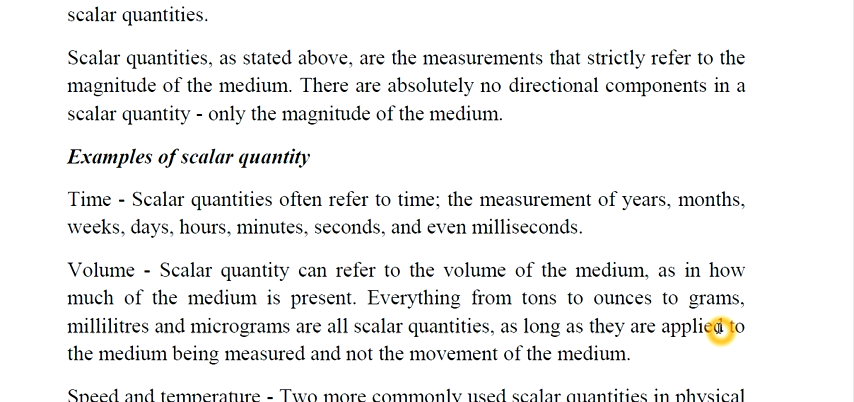 scalar quantities.
Scalar quantities, as stated above, are the measurements that strictly refer to the
magnitude of the medium. There are absolutely no directional components in a
scalar quantity - only the magnitude of the medium.
Examples of scalar quantity
Time - Scalar quantities often refer to time; the measurement of years, months,
weeks, days, hours, minutes, seconds, and even milliseconds.
Volume - Scalar quantity can refer to the volume of the medium, as in how
much of the medium is present. Everything from tons to ounces to grams,
millilitres and micrograms are all scalar quantities, as long as they are applied to
the medium being measured and not the movement of the medium.
Speed and temperature - Two more commonly used scalar quantities in physical